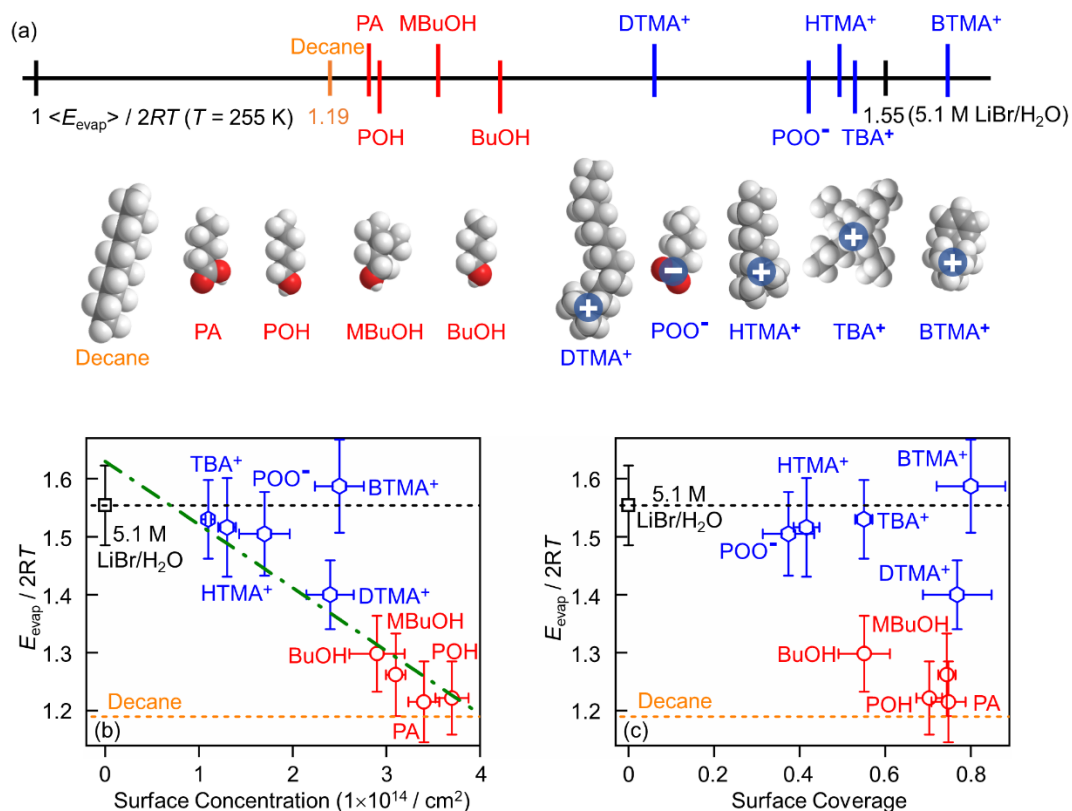 (a)
PA MBuOH DTMA⁺ HTMA⁺ BTMA⁺
Decane
1 <E_evap> / 2RT (T = 255 K) 1.19 1.55 (5.1 M LiBr/H₂O)
POH BuOH POO⁻ TBA⁺
+ − + + +
PA POH MBuOH BuOH POO⁻ HTMA⁺ TBA⁺ BTMA⁺
Decane DTMA⁺
E_evap / 2RT
1.6
1.5
1.4
1.3
1.2
TBA⁺
POO⁻
BTMA⁺
5.1 M
LiBr/H₂O
HTMA⁺
DTMA⁺
MBuOH
BuOH
POH
Decane
PA
(b)
0 1 2 3 4
Surface Concentration (1×10¹⁴ / cm²)
E_evap / 2RT
1.6
1.5
1.4
1.3
1.2
BTMA⁺
HTMA⁺
5.1 M
LiBr/H₂O
TBA⁺
POO⁻
DTMA⁺
MBuOH
BuOH
POH
PA
Decane
(c)
0 0.2 0.4 0.6 0.8
Surface Coverage